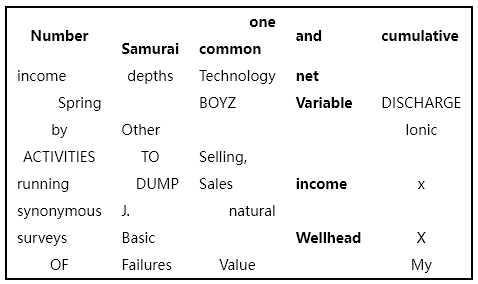 Number Samurai one common and cumulative
income depths Technology net
Spring BOYZ Variable DISCHARGE
by Other Ionic
ACTIVITIES TO Selling,
running DUMP Sales income x
synonymous J. natural
surveys Basic Wellhead X
OF Failures Value My